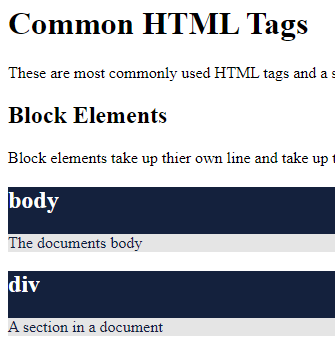 Common HTML Tags
These are most commonly used HTML tags and a
Block Elements
Block elements take up thier own line and take up
body
The documents body
div
A section in a document